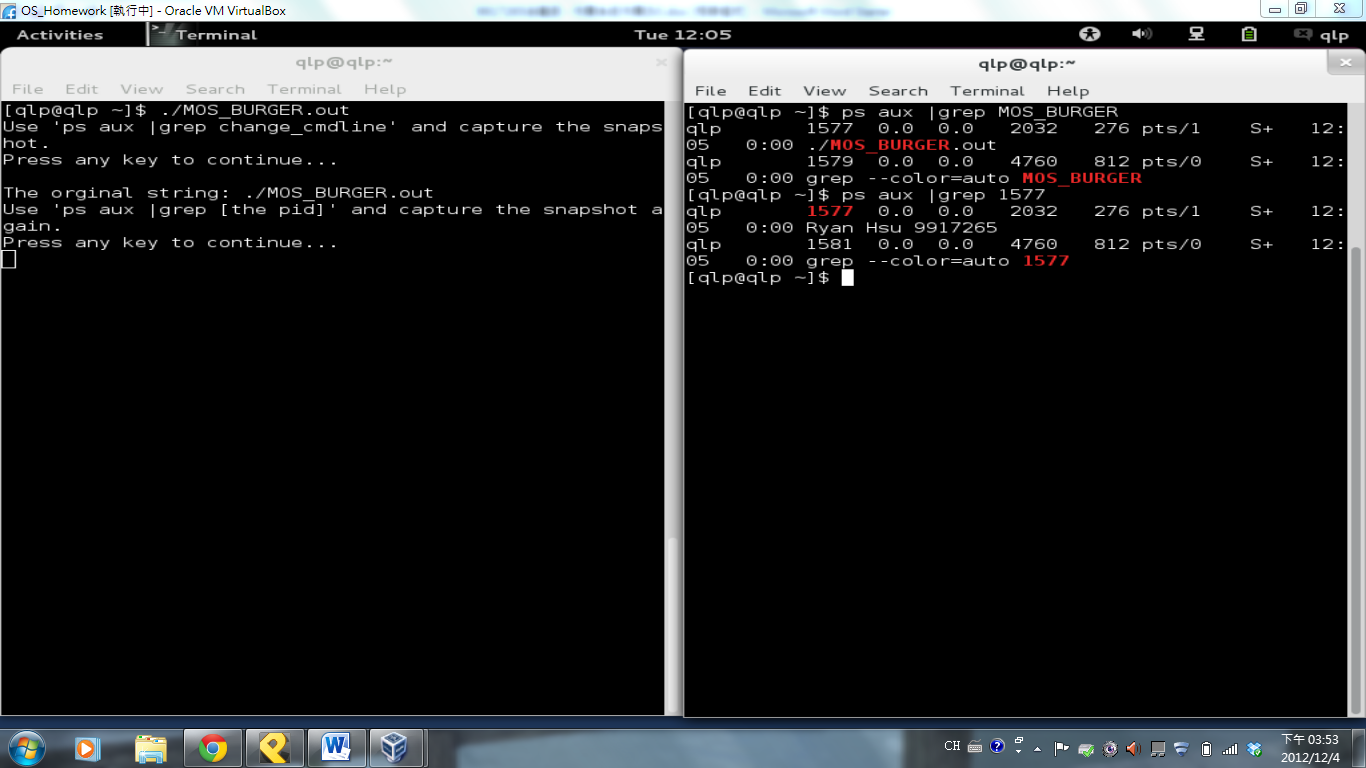 OS_Homework [執行中] - Oracle VM VirtualBox
Activities Terminal Tue 12:05 qlp
qlp@qlp:~
File Edit View Search Terminal Help
[qlp@qlp ~]$ ./MOS_BURGER.out
Use 'ps aux |grep change_cmdline' and capture the snaps
hot.
Press any key to continue...
The orginal string: ./MOS_BURGER.out
Use 'ps aux |grep [the pid]' and capture the snapshot a
gain.
Press any key to continue...
qlp@qlp:~
File Edit View Search Terminal Help
[qlp@qlp ~]$ ps aux |grep MOS_BURGER
qlp 1577 0.0 0.0 2032 276 pts/1 S+ 12:
05 0:00 ./MOS_BURGER.out
qlp 1579 0.0 0.0 4760 812 pts/0 S+ 12:
05 0:00 grep --color=auto MOS_BURGER
[qlp@qlp ~]$ ps aux |grep 1577
qlp 1577 0.0 0.0 2032 276 pts/1 S+ 12:
05 0:00 Ryan Hsu 9917265
qlp 1581 0.0 0.0 4760 812 pts/0 S+ 12:
05 0:00 grep --color=auto 1577
[qlp@qlp ~]$
CH
下午 03:53
2012/12/4